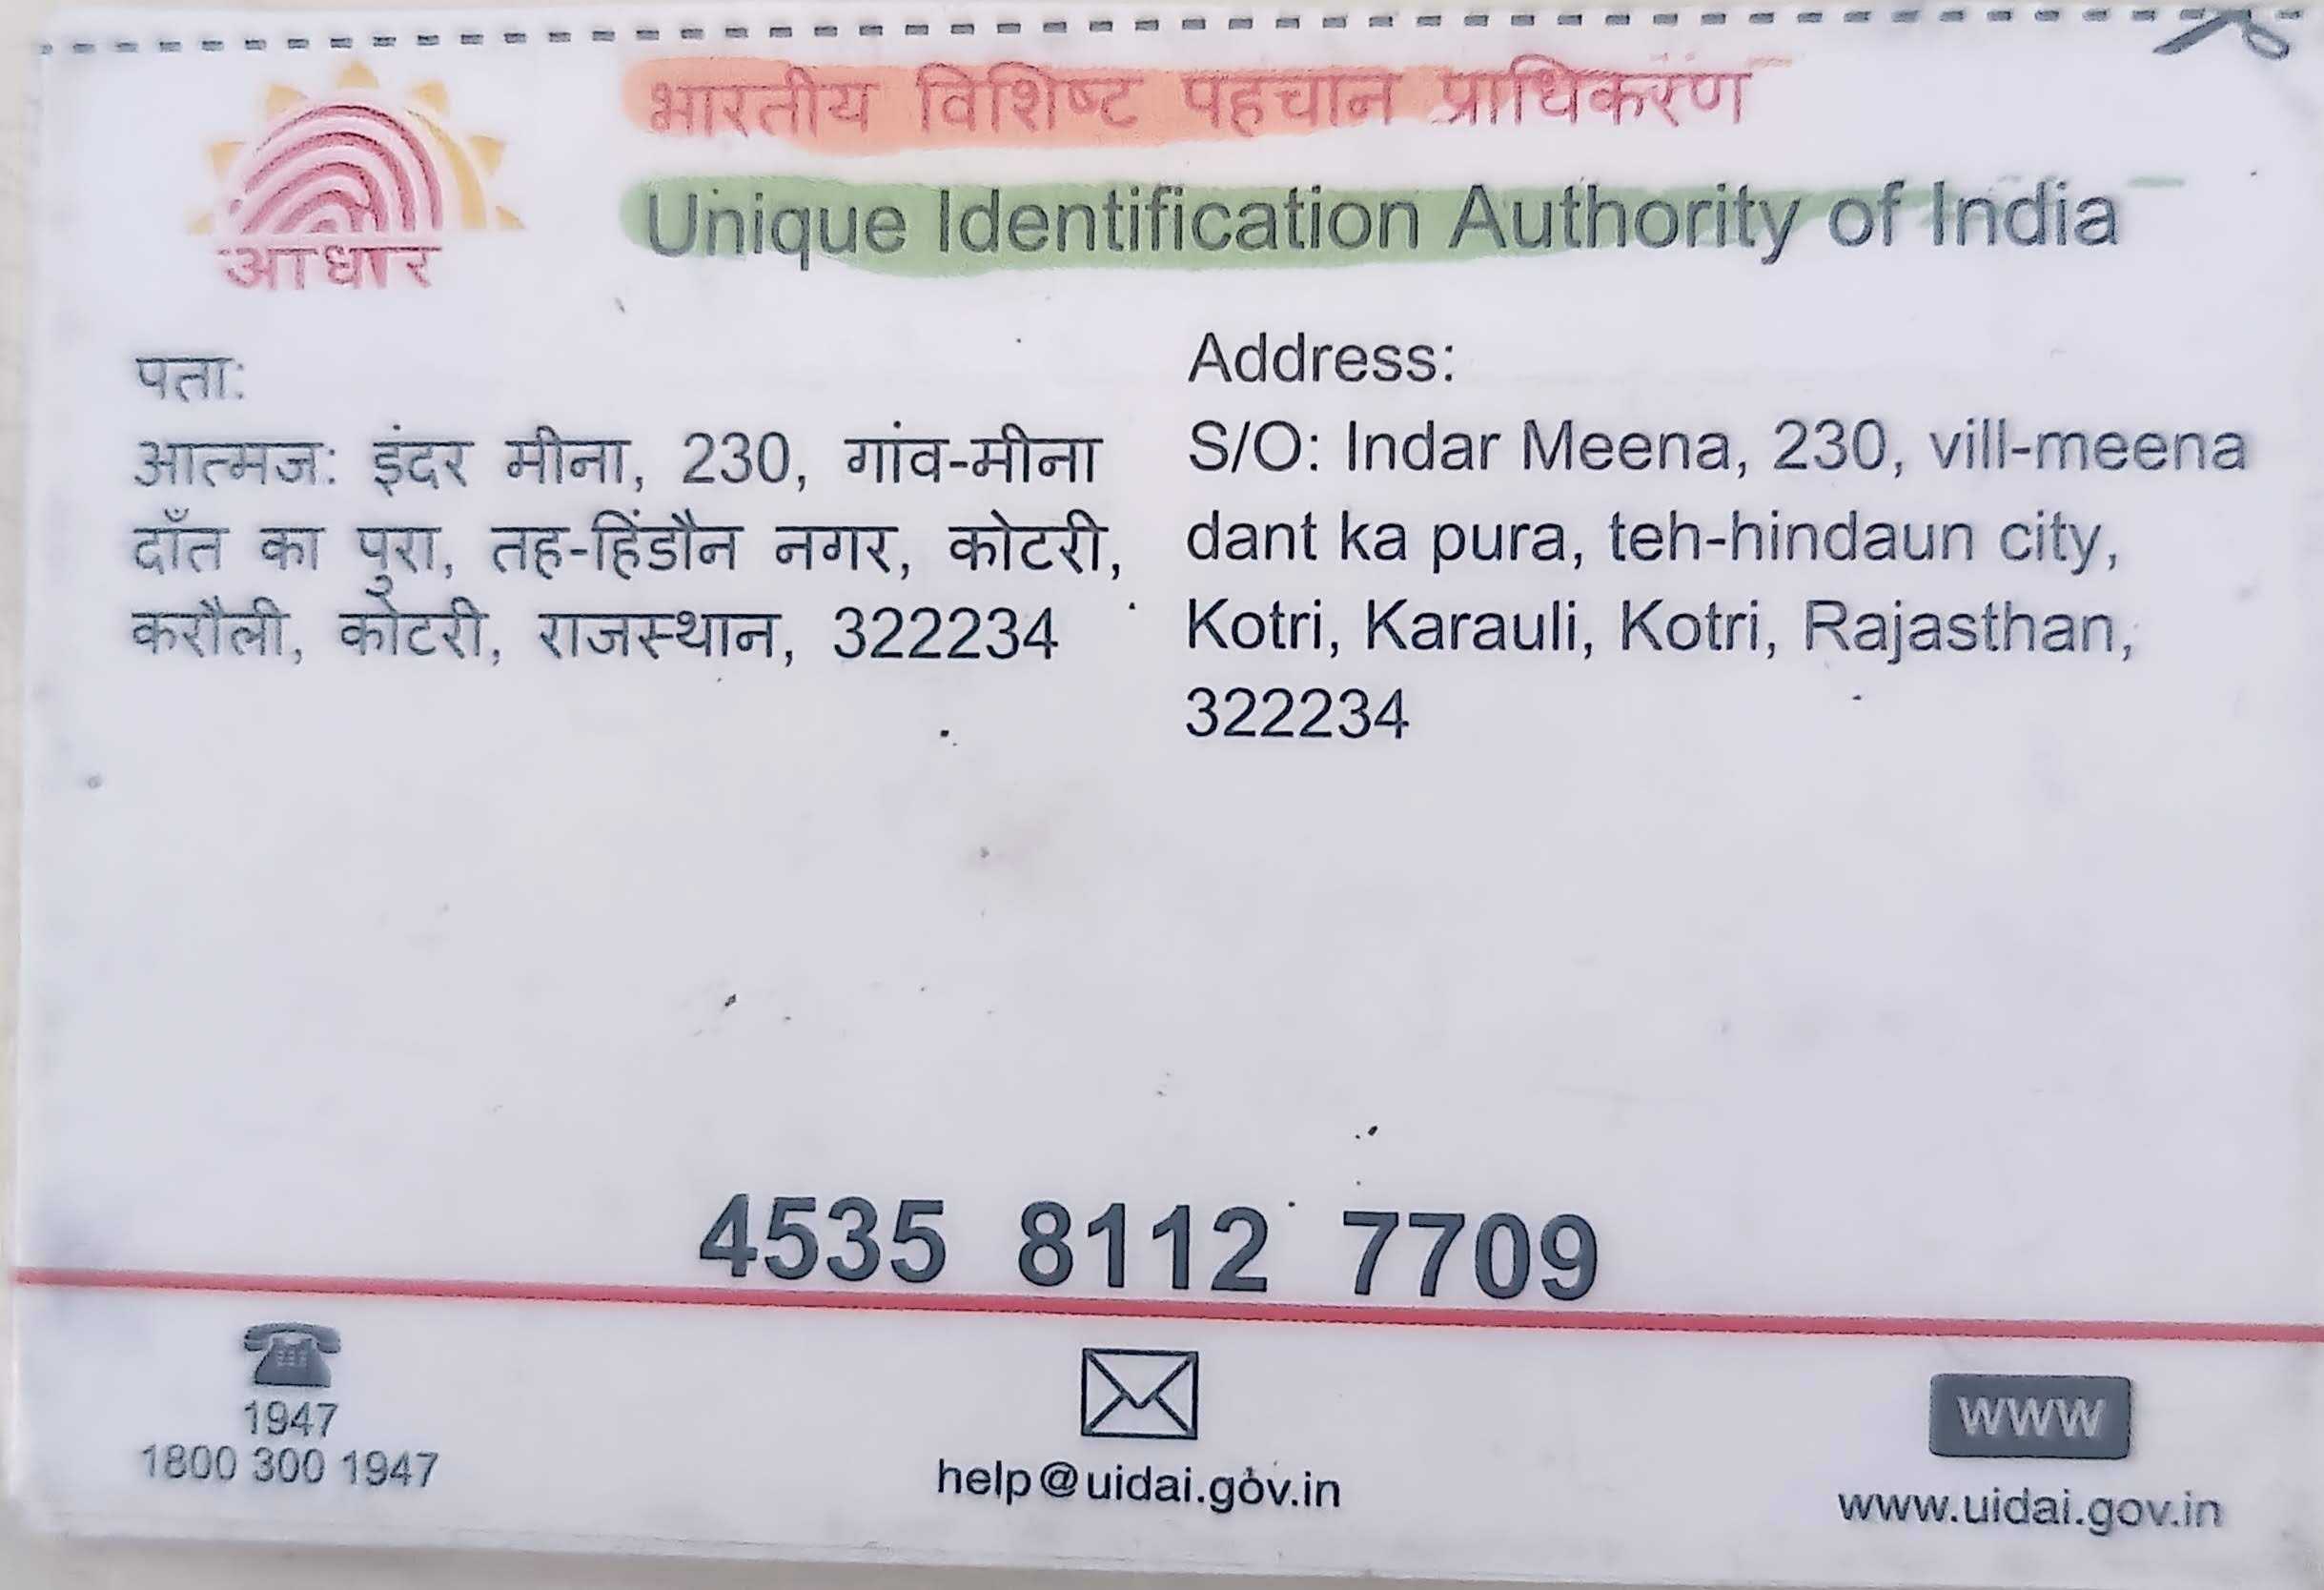 भारतीय विशिष्ट पहचान प्राधिकरण
Unique Identification Authority of India
आधार
पता:
आत्मज: इंदर मीना, 230, गांव-मीना
दाँत का पुरा, तह-हिंडौन नगर, कोटरी,
करौली, कोटरी, राजस्थान, 322234
Address:
S/O: Indar Meena, 230, vill-meena
dant ka pura, teh-hindaun city,
Kotri, Karauli, Kotri, Rajasthan,
322234
4535 8112 7709
1947
1800 300 1947
help@uidai.gov.in
WWW
www.uidai.gov.in